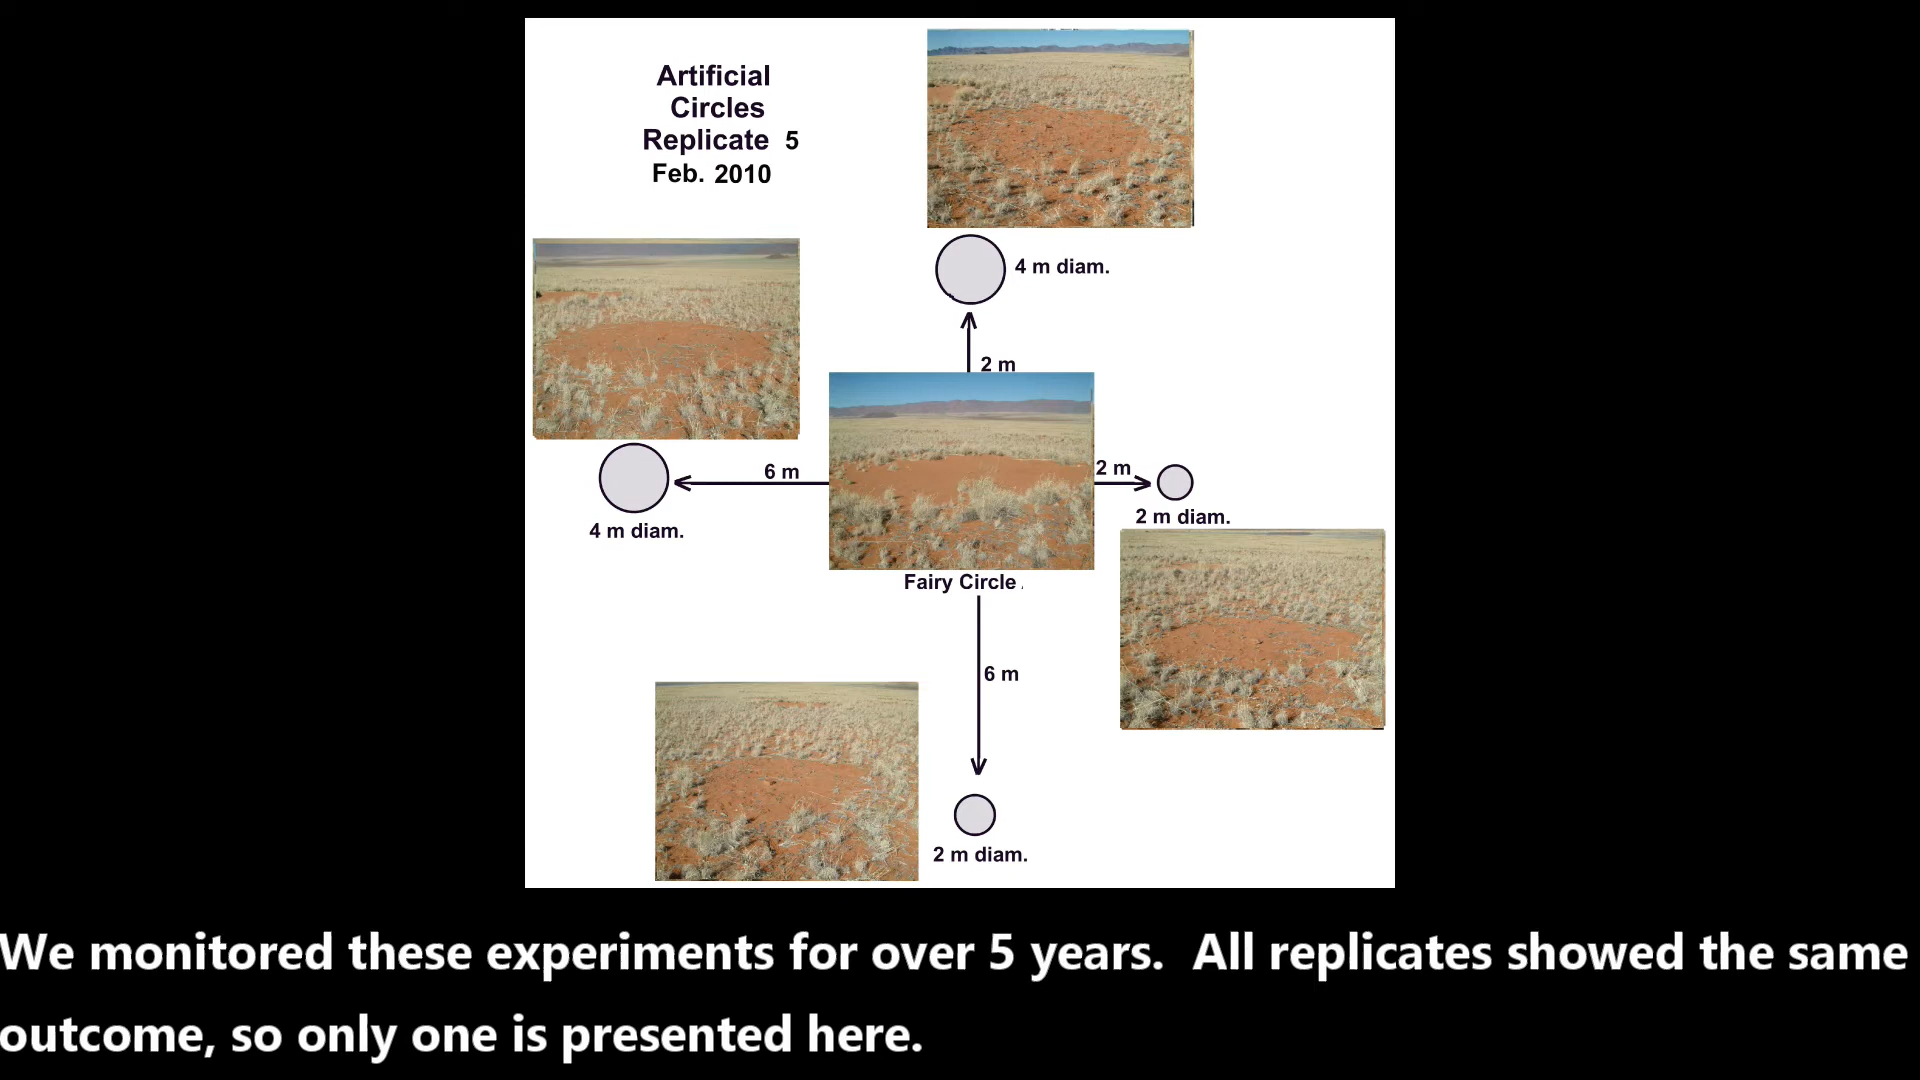 Artificial
Circles
Replicate 5
Feb. 2010
4 m diam.
2 m
6 m
2 m
4 m diam.
2 m diam.
Fairy Circle
6 m
2 m diam.
We monitored these experiments for over 5 years. All replicates showed the same
outcome, so only one is presented here.